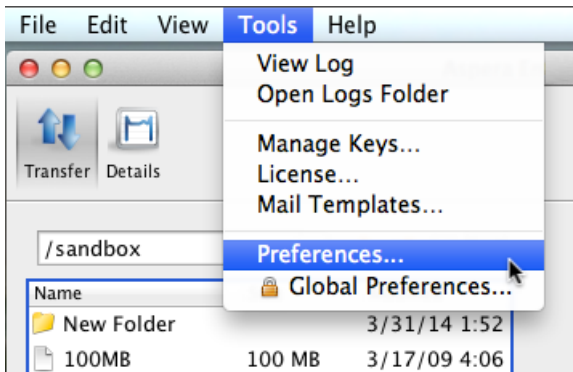 File Edit View Tools Help
View Log
Open Logs Folder
Manage Keys...
License...
Mail Templates...
Preferences...
Global Preferences...
Transfer Details
/sandbox
Name
New Folder 3/31/14 1:52
100MB 100 MB 3/17/09 4:06